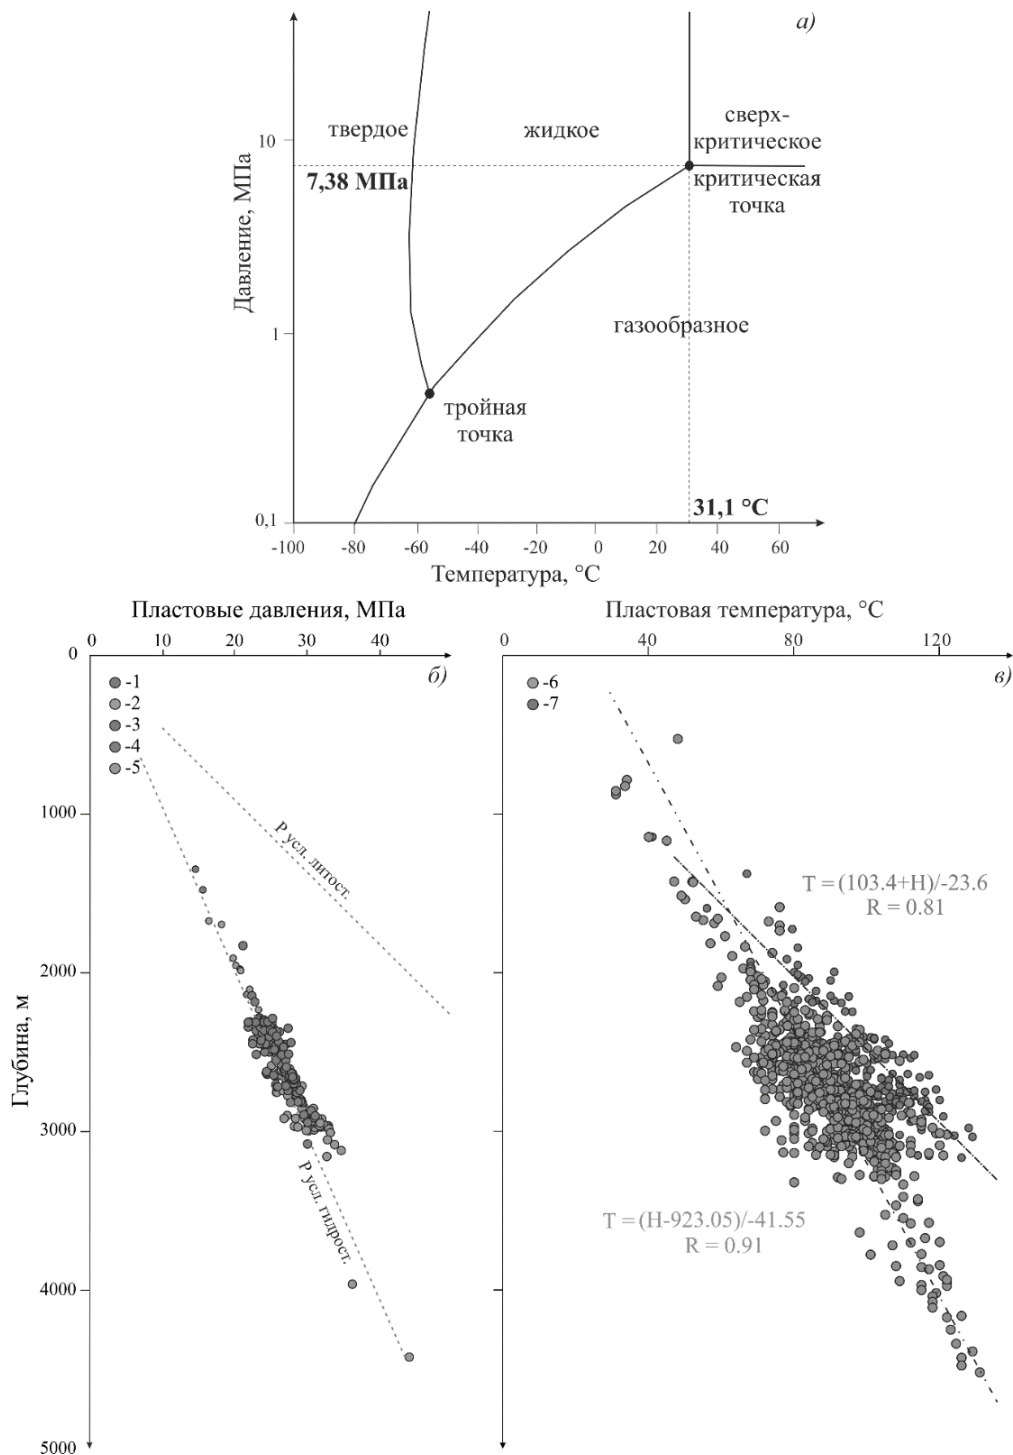 а)
Давление, МПа
10
1
0,1
твердое
жидкое
сверх-
критическое
7,38 МПа
критическая
точка
газообразное
тройная
точка
31,1 °C
-100 -80 -60 -40 -20 0 20 40 60
Температура, °C
Пластовые давления, МПа
0 10 20 30 40
б)
0
1000
2000
3000
4000
5000
Глубина, м
-1
-2
-3
-4
-5
Р усл. литост.
Р усл. гидрост.
Пластовая температура, °C
0 40 80 120
в)
-6
-7
T = (103.4+H)/-23.6
R = 0.81
T = (H-923.05)/-41.55
R = 0.91